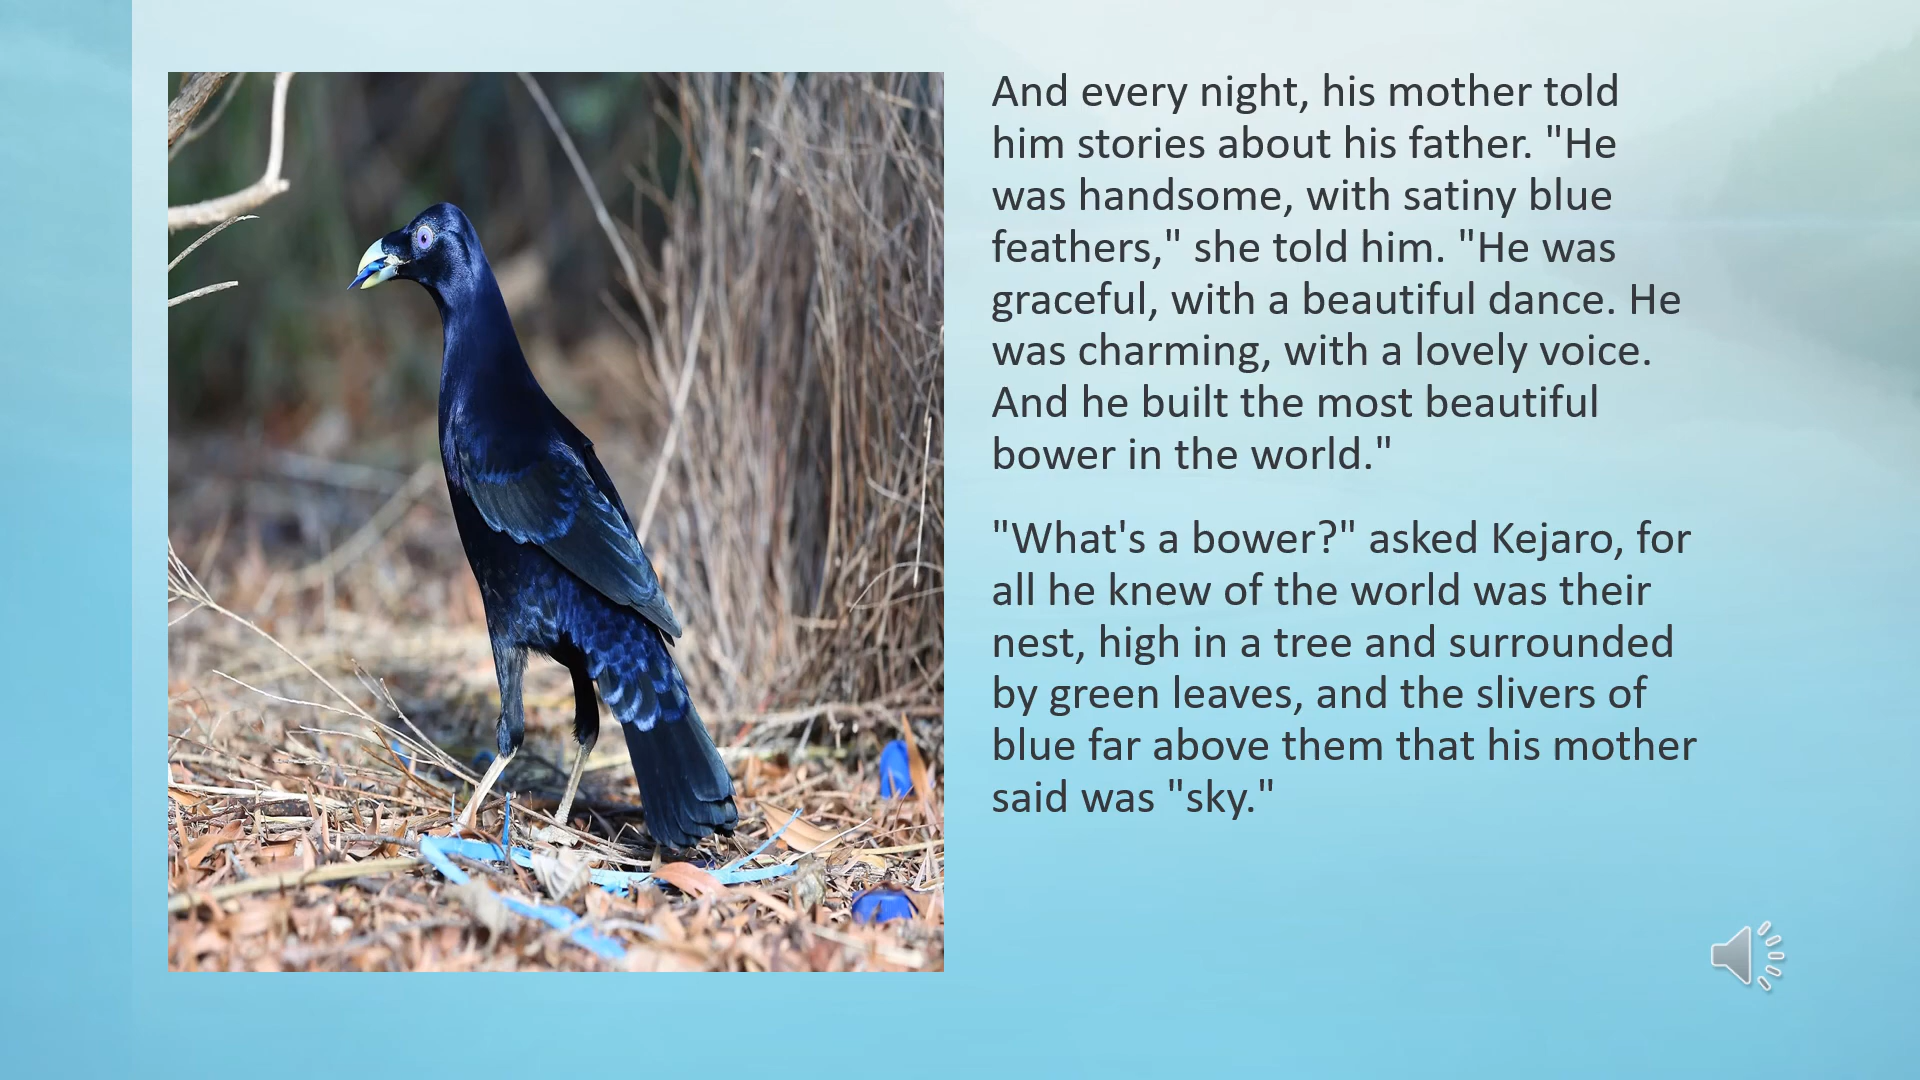 And every night, his mother told
him stories about his father. "He
was handsome, with satiny blue
feathers," she told him. "He was
graceful, with a beautiful dance. He
was charming, with a lovely voice.
And he built the most beautiful
bower in the world."
"What's a bower?" asked Kejaro, for
all he knew of the world was their
nest, high in a tree and surrounded
by green leaves, and the slivers of
blue far above them that his mother
said was "sky."